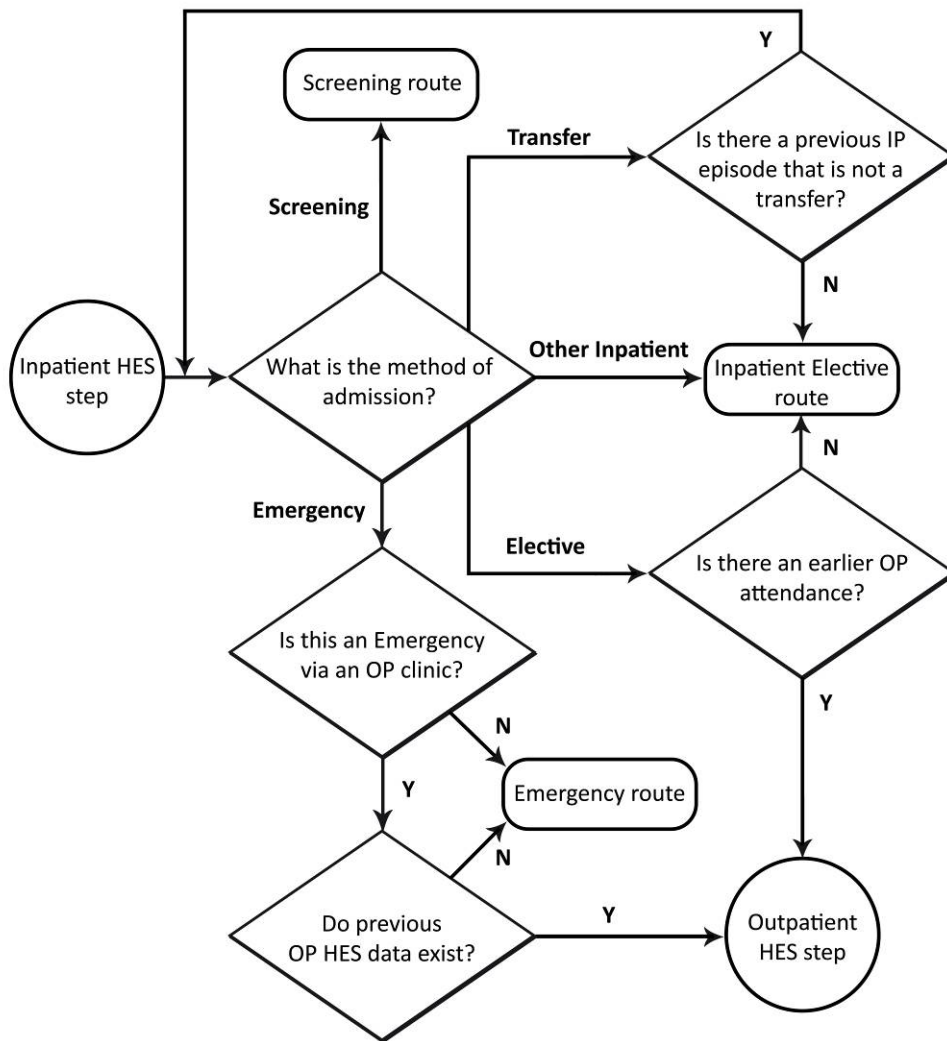 Y
Screening route
Transfer
Is there a previous IP
episode that is not a
transfer?
Screening
N
Inpatient HES
step
What is the method of
admission?
Other Inpatient
Inpatient Elective
route
N
Emergency
Elective
Is there an earlier OP
attendance?
Is this an Emergency
via an OP clinic?
Y
N
Y
Emergency route
N
Do previous
OP HES data exist?
Y
Outpatient
HES step